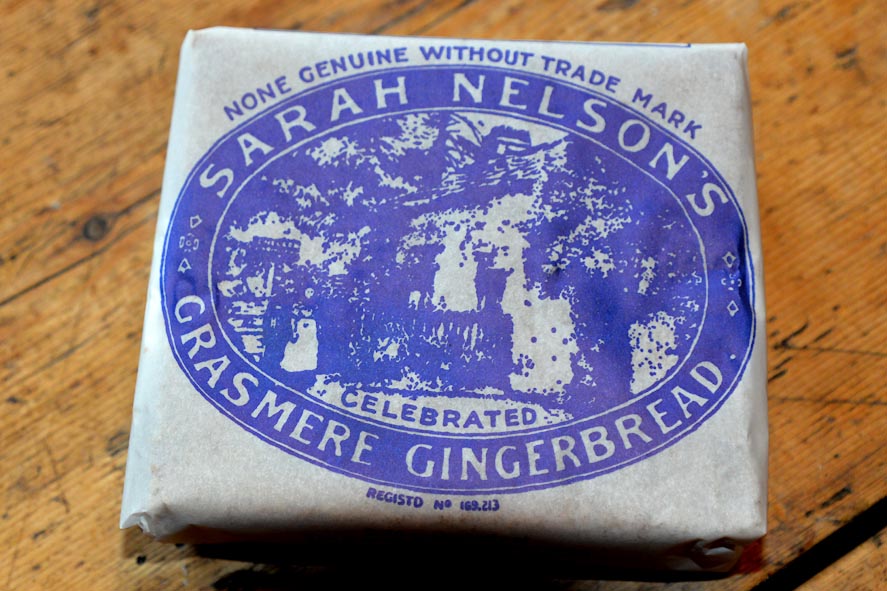 NONE GENUINE WITHOUT TRADE MARK
SARAH NELSON'S
CELEBRATED
GRASMERE GINGERBREAD
REGISTD Nº 169.213